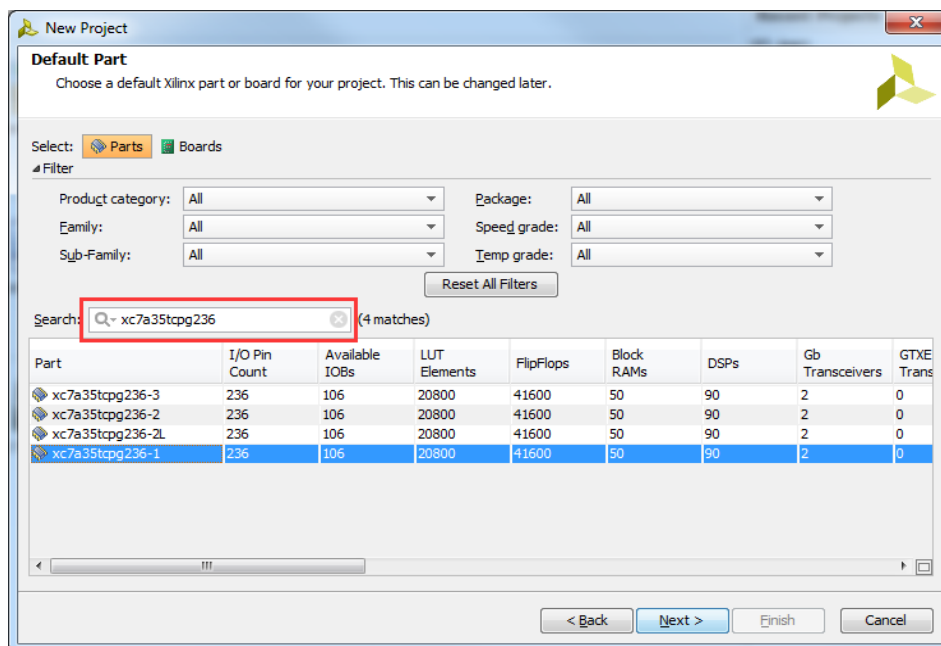 New Project
Default Part
Choose a default Xilinx part or board for your project. This can be changed later.
Select: Parts Boards
Filter
Product category: All Package: All
Family: All Speed grade: All
Sub-Family: All Temp grade: All
Reset All Filters
Search: xc7a35tcpg236 (4 matches)
Part I/O Pin Count Available IOBs LUT Elements FlipFlops Block RAMs DSPs Gb Transceivers GTXE Trans
xc7a35tcpg236-3 236 106 20800 41600 50 90 2 0
xc7a35tcpg236-2 236 106 20800 41600 50 90 2 0
xc7a35tcpg236-2L 236 106 20800 41600 50 90 2 0
xc7a35tcpg236-1 236 106 20800 41600 50 90 2 0
< Back Next > Finish Cancel